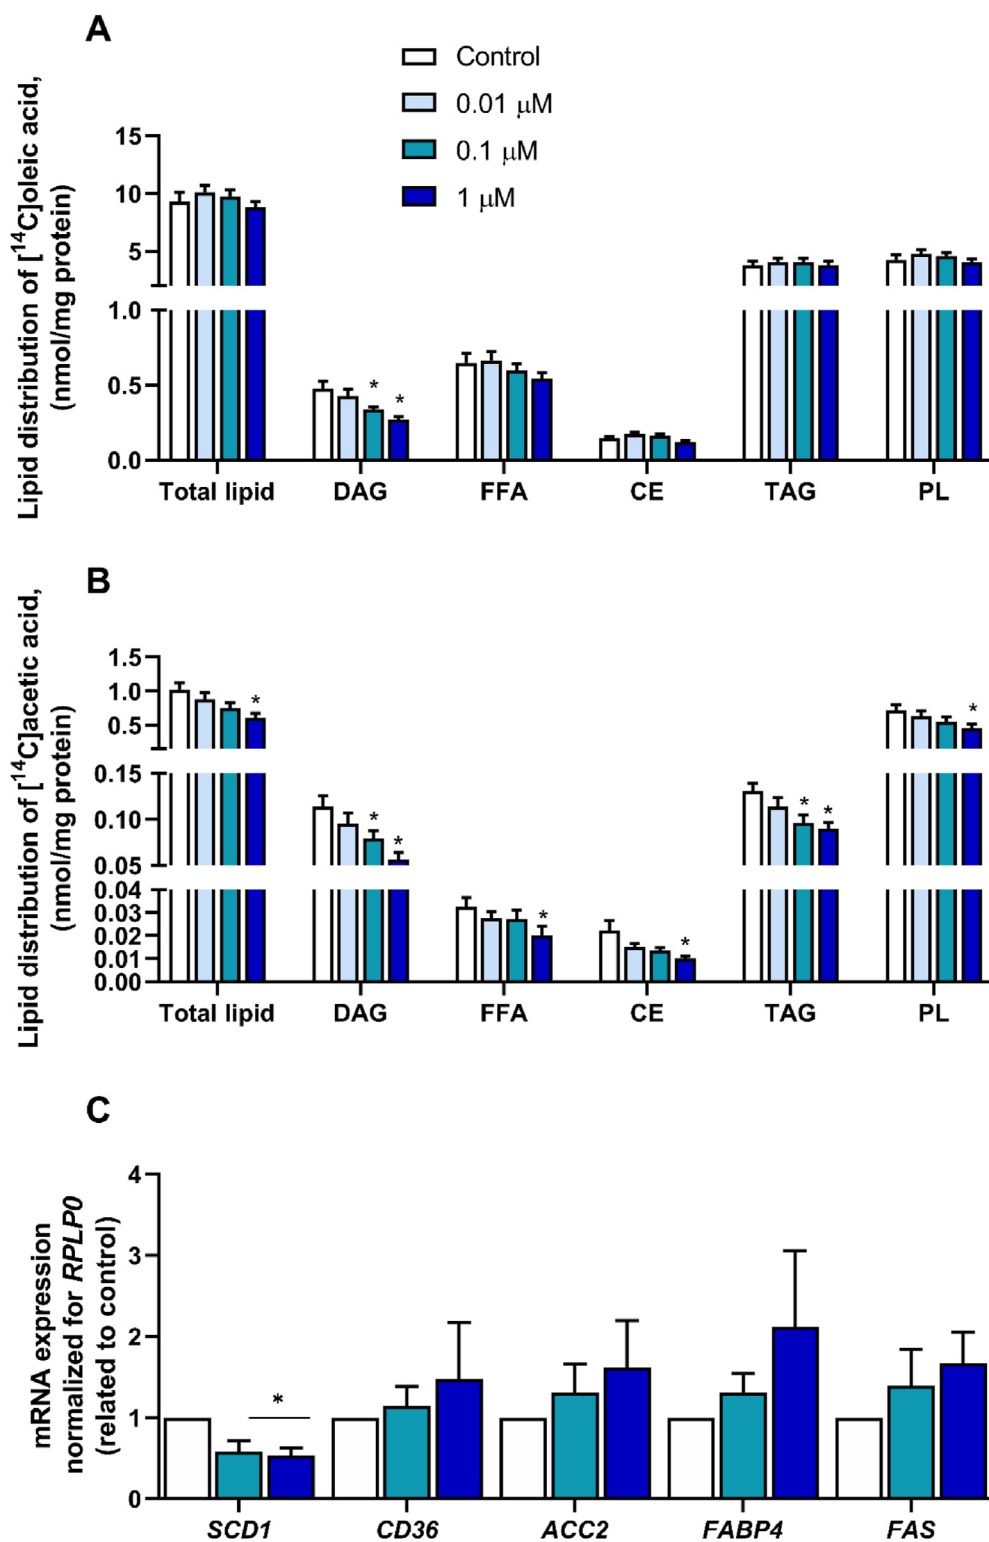 A
Control
0.01 μM
0.1 μM
1 μM
Lipid distribution of [¹⁴C]oleic acid,
(nmol/mg protein)
15
10
5
1.0
0.5
0.0
* *
Total lipid DAG FFA CE TAG PL
B
Lipid distribution of [¹⁴C]acetic acid,
(nmol/mg protein)
1.5
1.0
0.5
0.15
0.10
0.05
0.04
0.03
0.02
0.01
0.00
* * * * * * * *
Total lipid DAG FFA CE TAG PL
C
mRNA expression
normalized for RPLP0
(related to control)
4
3
2
1
0
*
SCD1 CD36 ACC2 FABP4 FAS